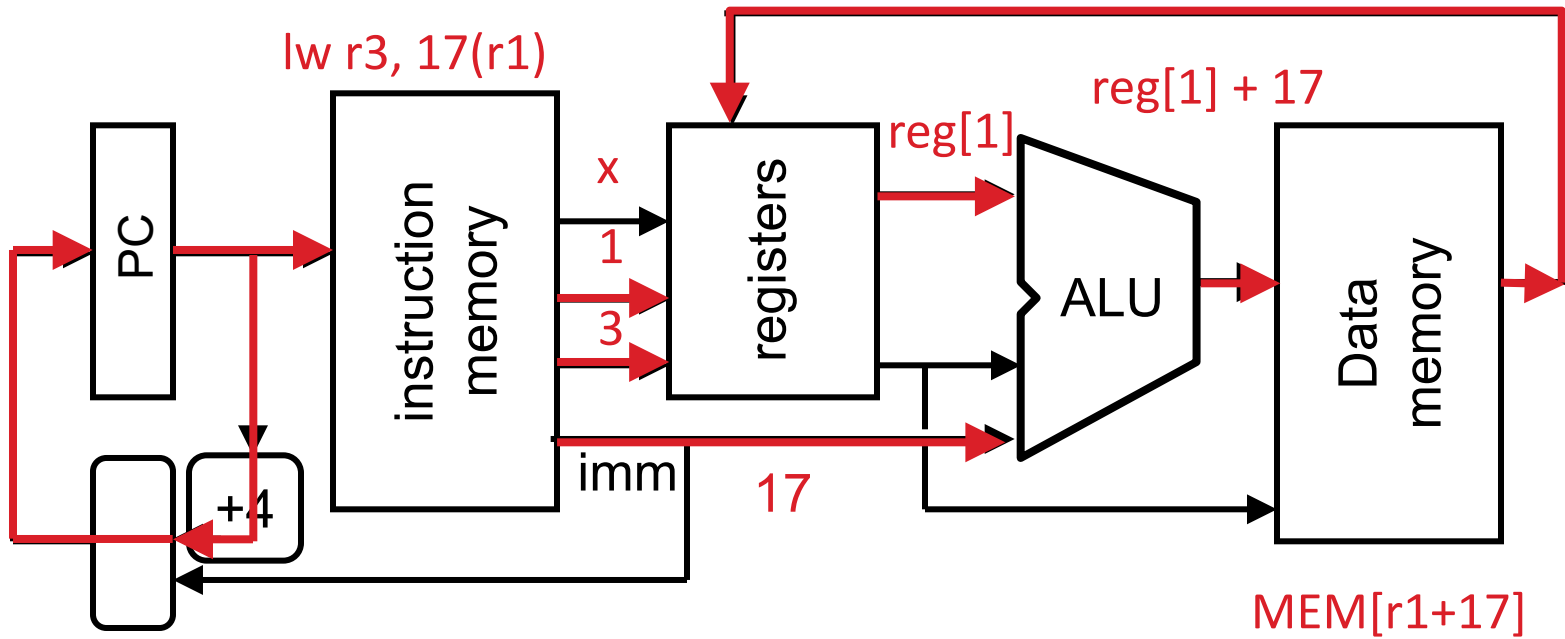 lw r3, 17(r1)
reg[1] + 17
reg[1]
x
1
3
PC
instruction
memory
registers
ALU
Data
memory
imm
17
+4
MEM[r1+17]